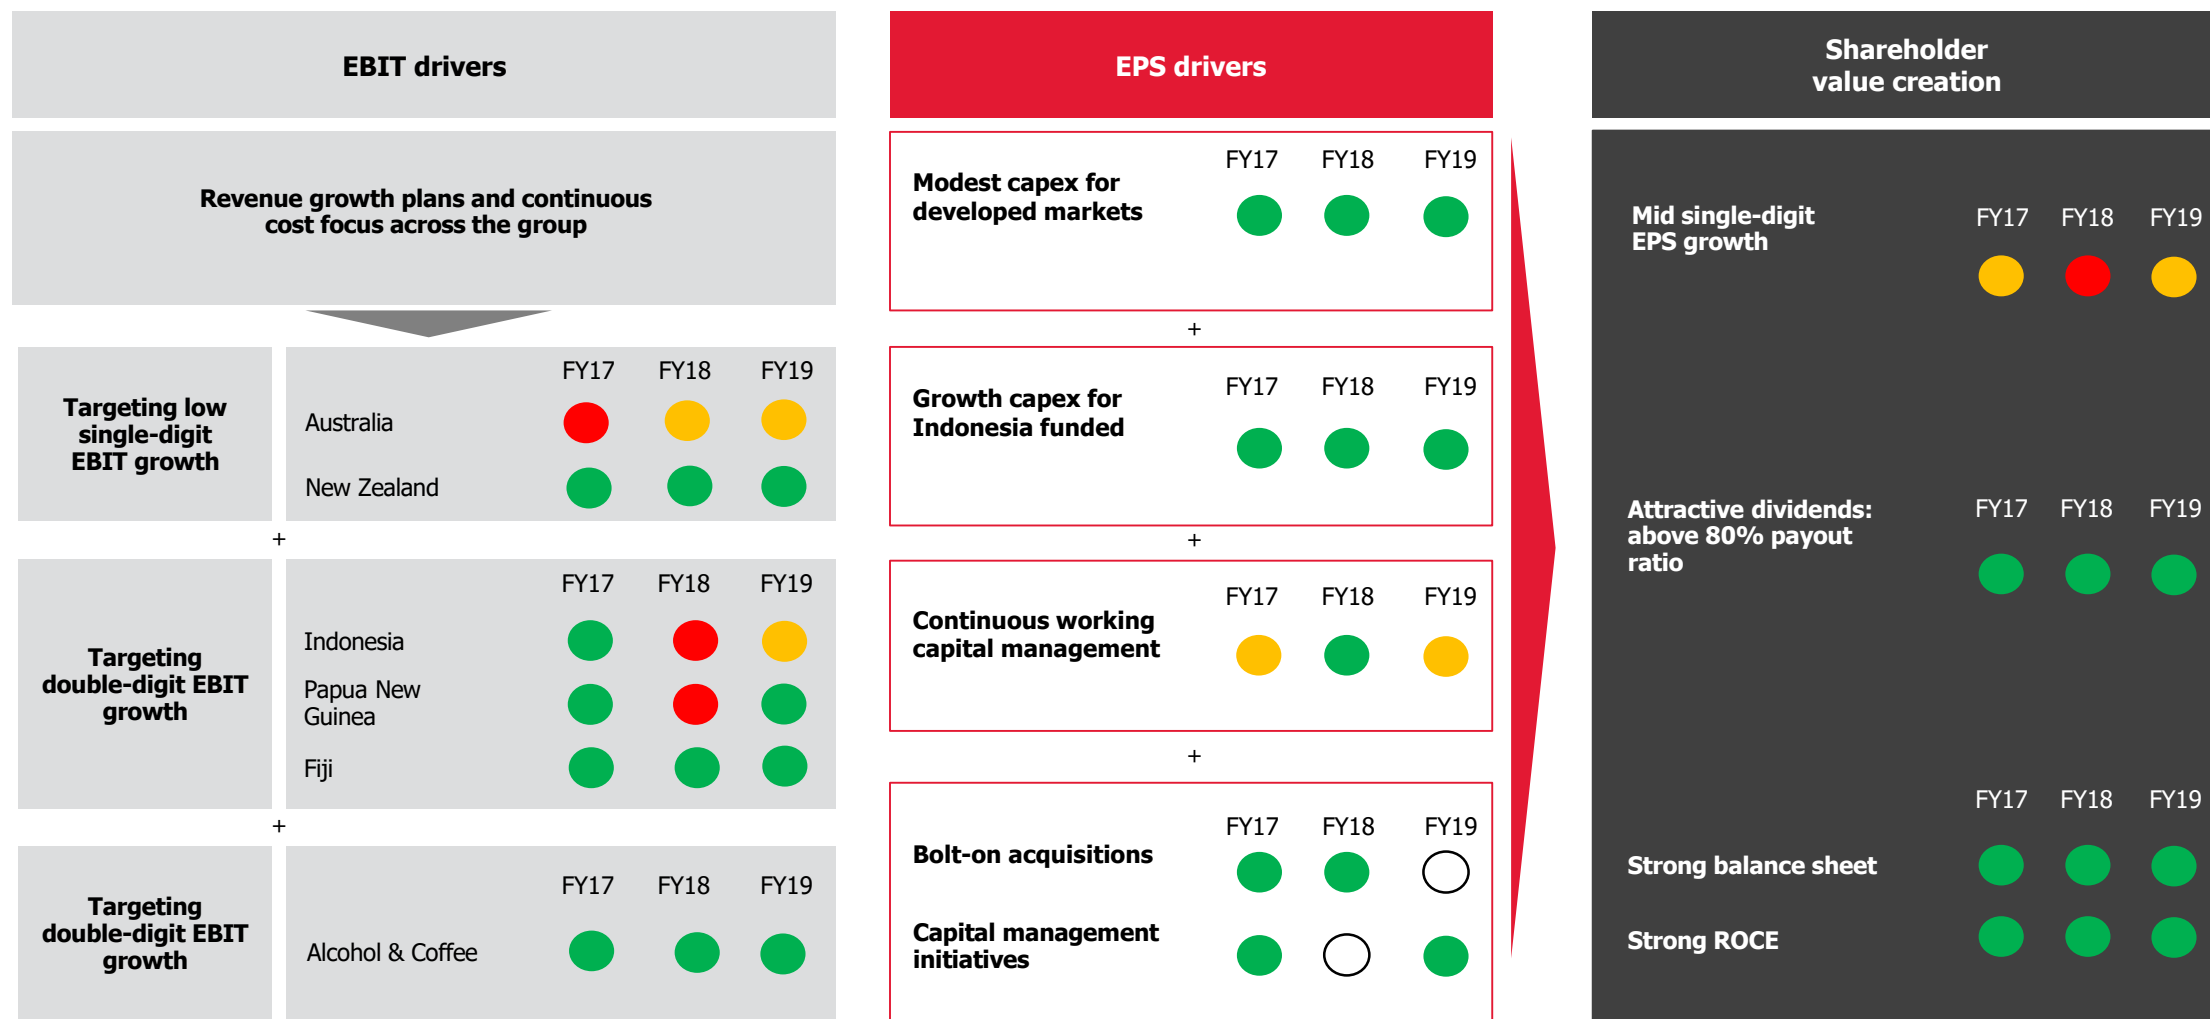 EBIT drivers
Revenue growth plans and continuous
cost focus across the group
Targeting low
single-digit
EBIT growth
FY17 FY18 FY19
Australia
New Zealand
+
Targeting
double-digit EBIT
growth
FY17 FY18 FY19
Indonesia
Papua New
Guinea
Fiji
+
Targeting
double-digit EBIT
growth
FY17 FY18 FY19
Alcohol & Coffee
EPS drivers
FY17 FY18 FY19
Modest capex for
developed markets
+
FY17 FY18 FY19
Growth capex for
Indonesia funded
+
FY17 FY18 FY19
Continuous working
capital management
+
FY17 FY18 FY19
Bolt-on acquisitions
Capital management
initiatives
Shareholder
value creation
Mid single-digit
EPS growth
FY17 FY18 FY19
Attractive dividends:
above 80% payout
ratio
FY17 FY18 FY19
FY17 FY18 FY19
Strong balance sheet
Strong ROCE